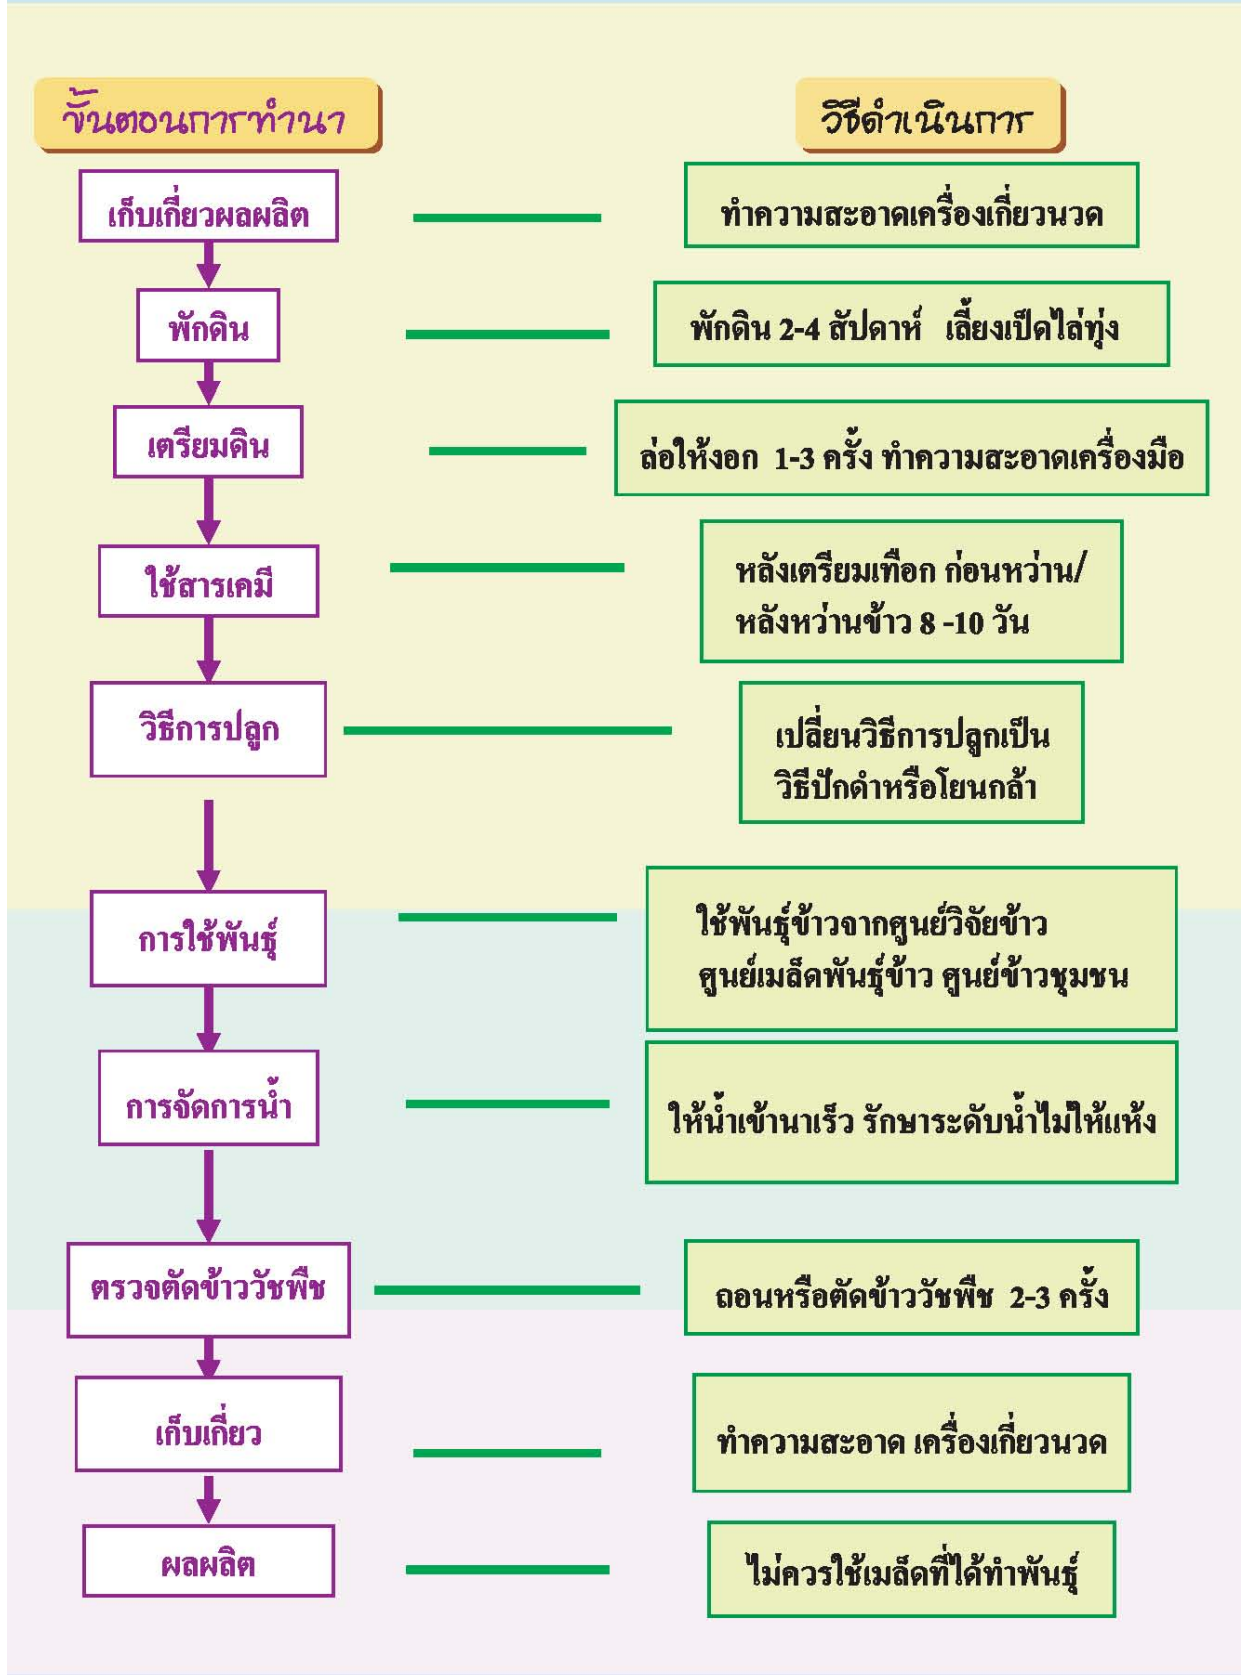 ขั้นตอนการทำนา
วิธีดำเนินการ
เก็บเกี่ยวผลผลิต
ทำความสะอาดเครื่องเกี่ยวนวด
พักดิน
พักดิน 2-4 สัปดาห์ เลี้ยงเป็ดไล่ทุ่ง
เตรียมดิน
ล่อให้งอก 1-3 ครั้ง ทำความสะอาดเครื่องมือ
ใช้สารเคมี
หลังเตรียมเทือก ก่อนหว่าน/
หลังหว่านข้าว 8 -10 วัน
วิธีการปลูก
เปลี่ยนวิธีการปลูกเป็น
วิธีปักดำหรือโยนกล้า
การใช้พันธุ์
ใช้พันธุ์ข้าวจากศูนย์วิจัยข้าว
ศูนย์เมล็ดพันธุ์ข้าว ศูนย์ข้าวชุมชน
การจัดการน้ำ
ให้น้ำเข้านาเร็ว รักษาระดับน้ำไม่ให้แห้ง
ตรวจตัดข้าววัชพืช
ถอนหรือตัดข้าววัชพืช 2-3 ครั้ง
เก็บเกี่ยว
ทำความสะอาด เครื่องเกี่ยวนวด
ผลผลิต
ไม่ควรใช้เมล็ดที่ได้ทำพันธุ์